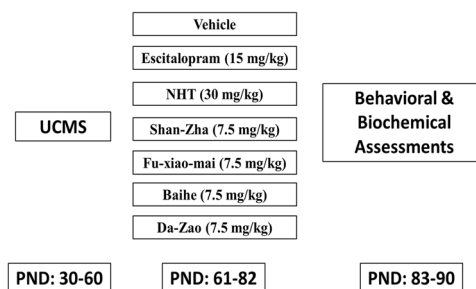 Vehicle
Escitalopram (15 mg/kg)
NHT (30 mg/kg)
Shan-Zha (7.5 mg/kg)
Fu-xiao-mai (7.5 mg/kg)
Baihe (7.5 mg/kg)
Da-Zao (7.5 mg/kg)
UCMS
Behavioral &
Biochemical
Assessments
PND: 30-60
PND: 61-82
PND: 83-90